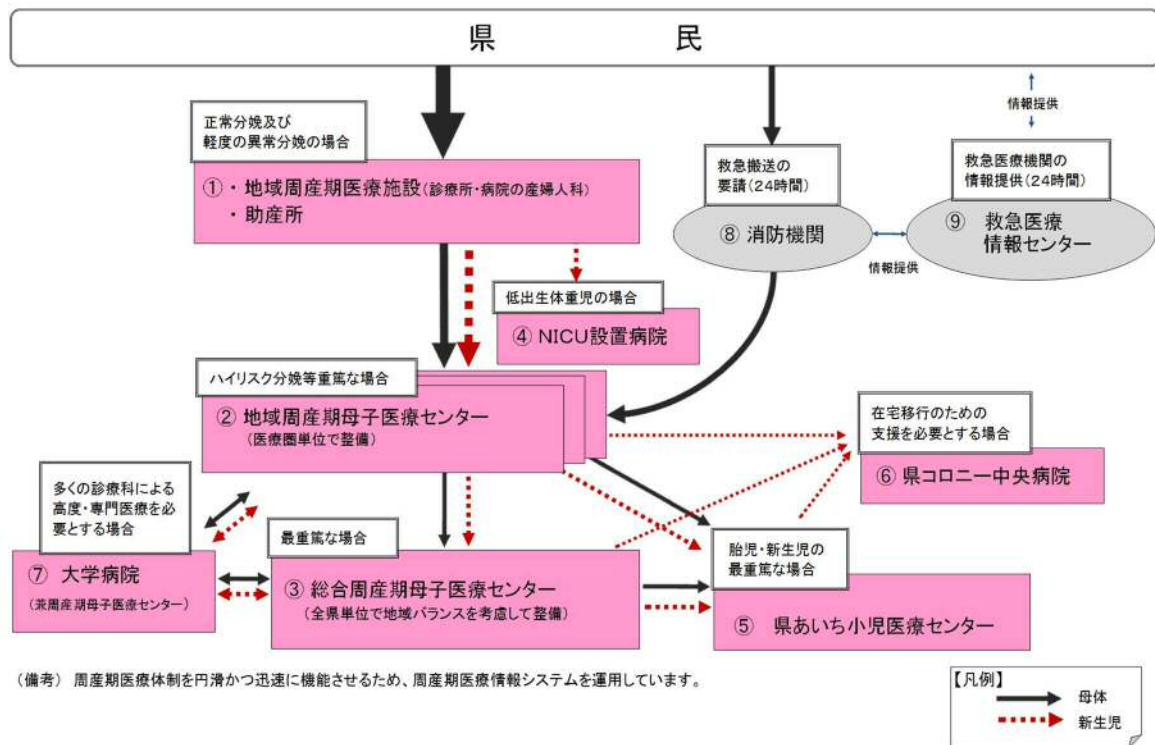 県 民
情報提供
正常分娩及び
軽度の異常分娩の場合
①・地域周産期医療施設(診療所・病院の産婦人科)
・助産所
救急搬送の
要請(24時間)
⑧ 消防機関
救急医療機関の
情報提供(24時間)
⑨ 救急医療
情報センター
情報提供
低出生体重児の場合
④ NICU設置病院
ハイリスク分娩等重篤な場合
② 地域周産期母子医療センター
(医療圏単位で整備)
在宅移行のための
支援を必要とする場合
⑥ 県コロニー中央病院
多くの診療科による
高度・専門医療を必
要とする場合
⑦ 大学病院
(兼周産期母子医療センター)
最重篤な場合
③ 総合周産期母子医療センター
(全県単位で地域バランスを考慮して整備)
胎児・新生児の
最重篤な場合
⑤ 県あいち小児医療センター
(備考) 周産期医療体制を円滑かつ迅速に機能させるため、周産期医療情報システムを運用しています。
【凡例】
母体
新生児